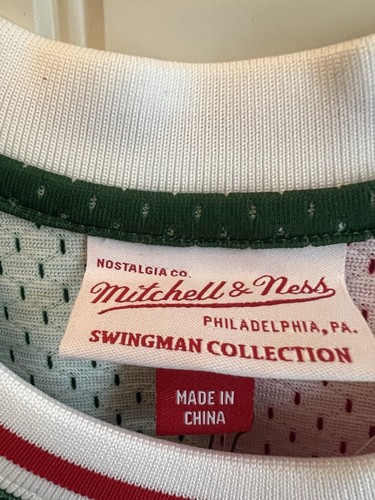 NOSTALGIA CO.
Mitchell & Ness
PHILADELPHIA, PA.
SWINGMAN COLLECTION
MADE IN
CHINA